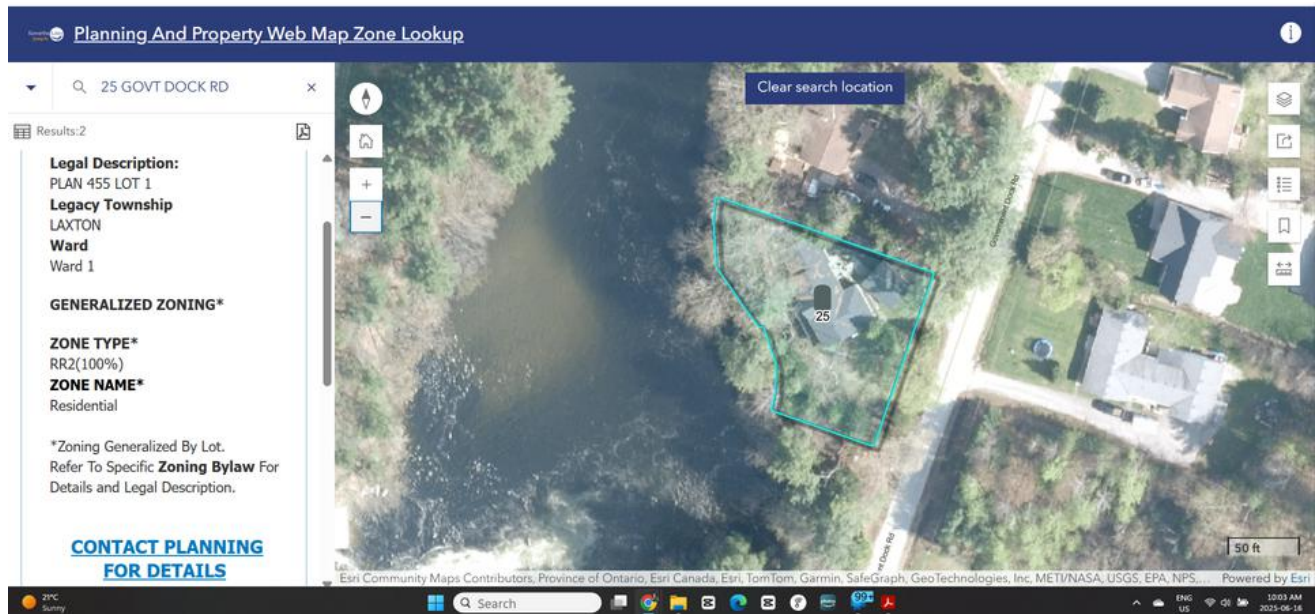 Planning And Property Web Map Zone Lookup
25 GOVT DOCK RD
Results:2
Legal Description:
PLAN 455 LOT 1
Legacy Township
LAXTON
Ward
Ward 1
GENERALIZED ZONING*
ZONE TYPE*
RR2(100%)
ZONE NAME*
Residential
*Zoning Generalized By Lot.
Refer To Specific Zoning Bylaw For
Details and Legal Description.
CONTACT PLANNING
FOR DETAILS
Clear search location
Government Dock Rd
25
nt Dock Rd
50 ft
Esri Community Maps Contributors, Province of Ontario, Esri Canada, Esri, TomTom, Garmin, SafeGraph, GeoTechnologies, Inc, METI/NASA, USGS, EPA, NPS,... Powered by Esri
21°C
Sunny
Search
99+
ENG
US
10:03 AM
2025-06-16